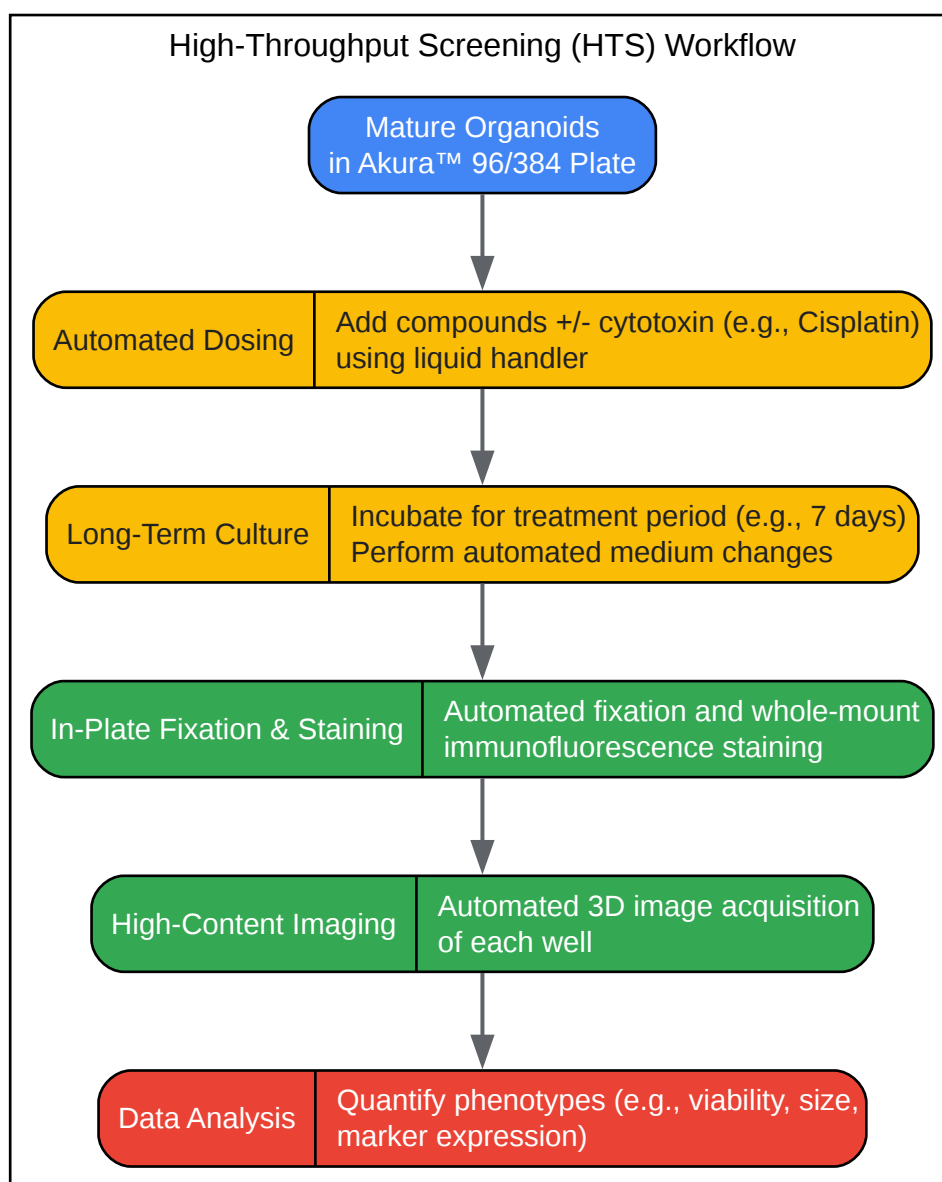 High-Throughput Screening (HTS) Workflow
Mature Organoids
in Akura™ 96/384 Plate
Automated Dosing
Add compounds +/- cytotoxin (e.g., Cisplatin)
using liquid handler
Long-Term Culture
Incubate for treatment period (e.g., 7 days)
Perform automated medium changes
In-Plate Fixation & Staining
Automated fixation and whole-mount
immunofluorescence staining
High-Content Imaging
Automated 3D image acquisition
of each well
Data Analysis
Quantify phenotypes (e.g., viability, size,
marker expression)